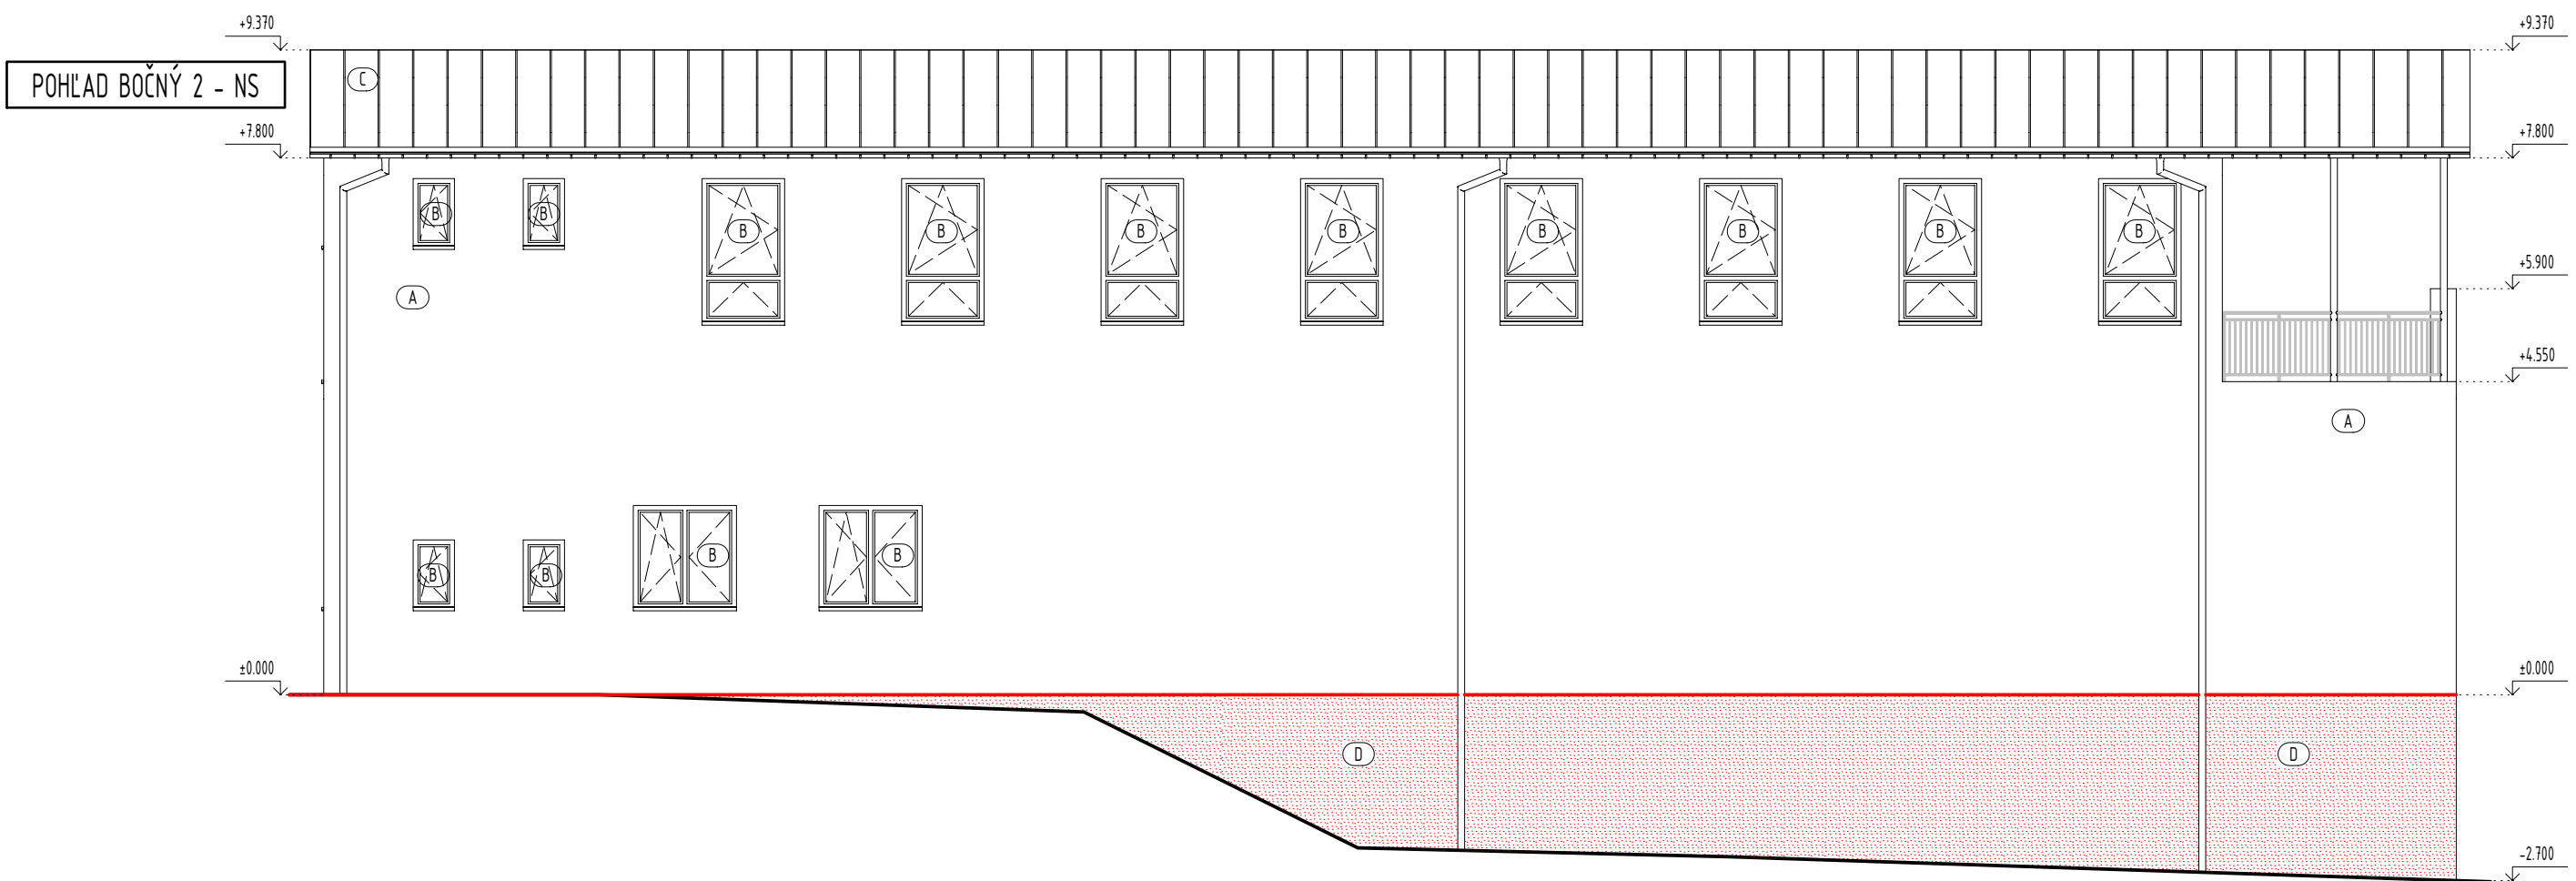 +9.370
+9.370
POHĽAD BOČNÝ 2 - NS
C
+7.800
+7.800
B
B
B
B
B
B
B
B
B
B
+5.900
A
+4.550
A
B
B
B
B
±0.000
±0.000
D
D
-2.700